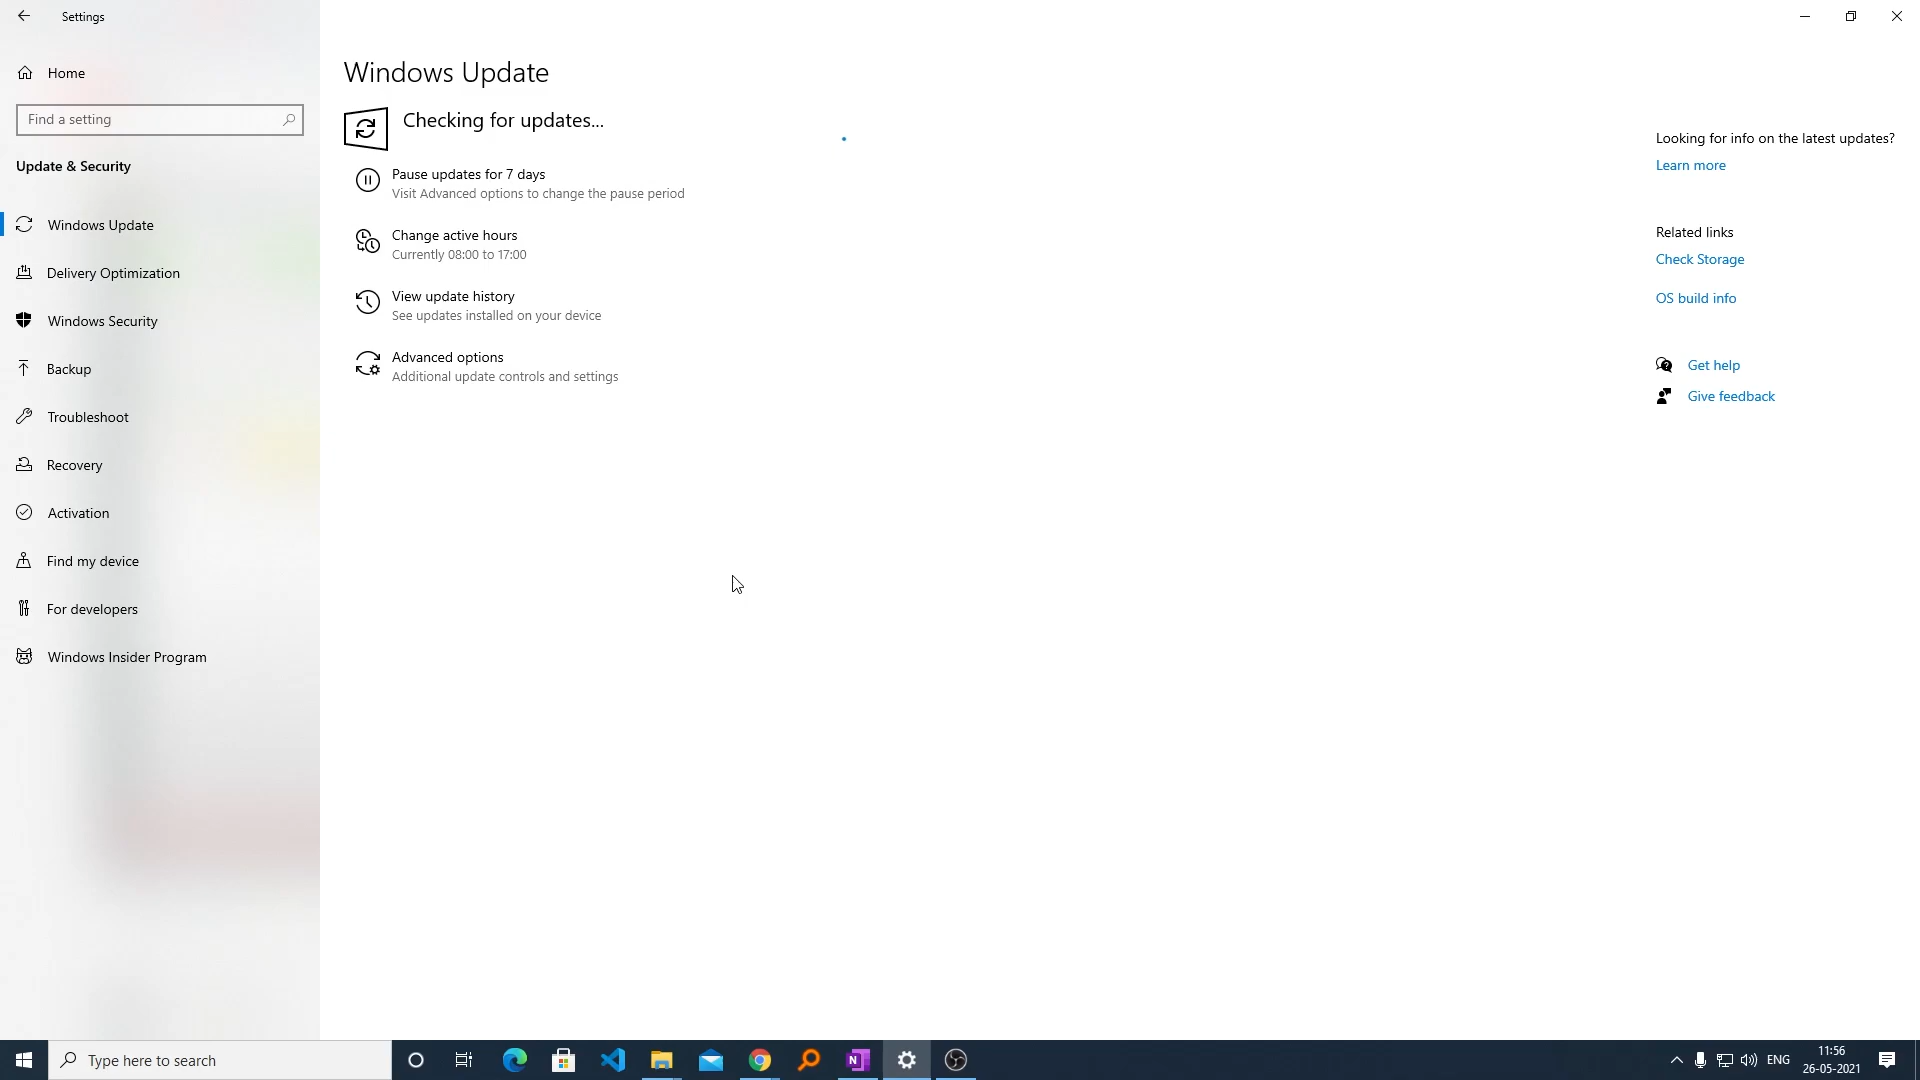 Settings
Home
Find a setting
Update & Security
Windows Update
Delivery Optimization
Windows Security
Backup
Troubleshoot
Recovery
Activation
Find my device
For developers
Windows Insider Program
Windows Update
Checking for updates...
Pause updates for 7 days
Visit Advanced options to change the pause period
Change active hours
Currently 08:00 to 17:00
View update history
See updates installed on your device
Advanced options
Additional update controls and settings
Looking for info on the latest updates?
Learn more
Related links
Check Storage
OS build info
Get help
Give feedback
Type here to search
N
ENG
11:56
26-05-2021